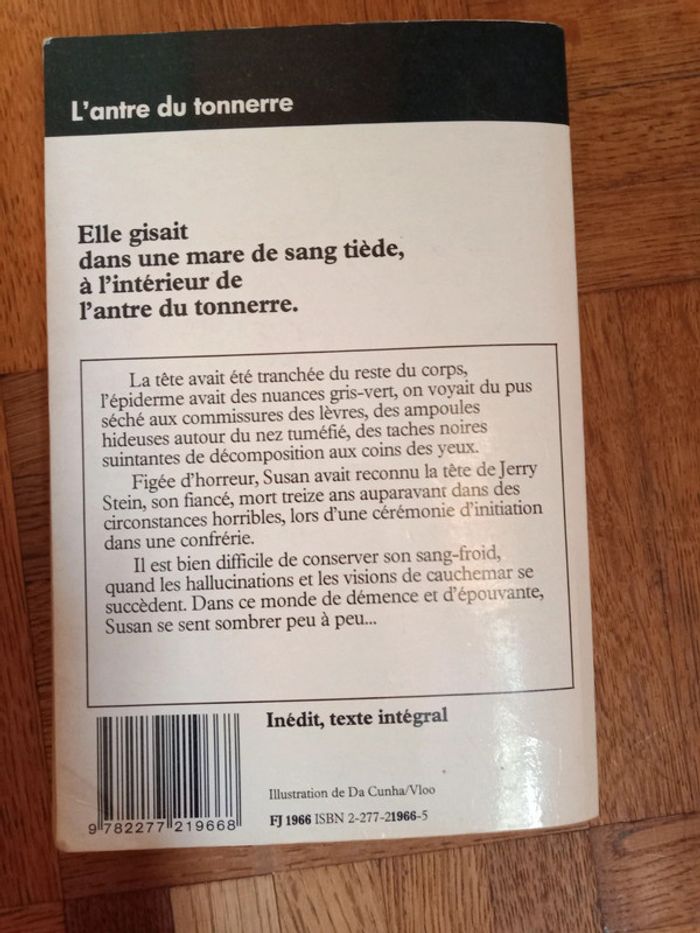 L'antre du tonnerre
Elle gisait
dans une mare de sang tiède,
à l'intérieur de
l'antre du tonnerre.
La tête avait été tranchée du reste du corps,
l'épiderme avait des nuances gris-vert, on voyait du pus
séché aux commissures des lèvres, des ampoules
hideuses autour du nez tuméfié, des taches noires
suintantes de décomposition aux coins des yeux.
Figée d'horreur, Susan avait reconnu la tête de Jerry
Stein, son fiancé, mort treize ans auparavant dans des
circonstances horribles, lors d'une cérémonie d'initiation
dans une confrérie.
Il est bien difficile de conserver son sang-froid,
quand les hallucinations et les visions de cauchemar se
succèdent. Dans ce monde de démence et d'épouvante,
Susan se sent sombrer peu à peu...
Inédit, texte intégral
Illustration de Da Cunha/Vloo
FJ 1966 ISBN 2-277-21966-5
9 782277 219668